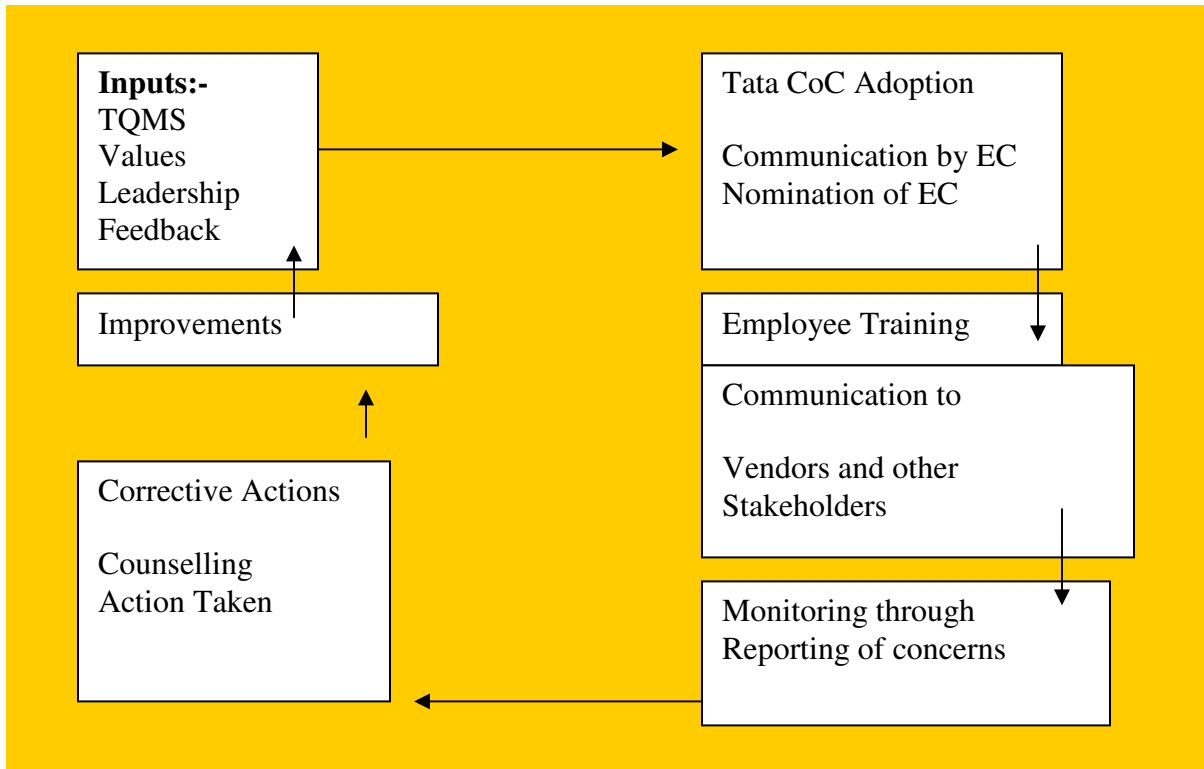 Inputs:-
TQMS
Values
Leadership
Feedback
Tata CoC Adoption
Communication by EC
Nomination of EC
Employee Training
Communication to
Vendors and other
Stakeholders
Monitoring through
Reporting of concerns
Corrective Actions
Counselling
Action Taken
Improvements